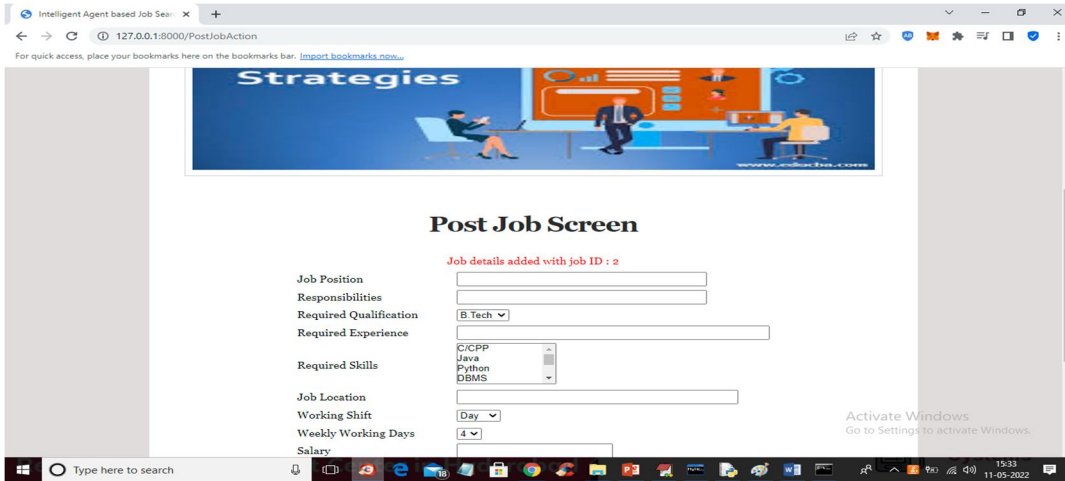 Intelligent Agent based Job Sear
127.0.0.1:8000/PostJobAction
For quick access, place your bookmarks here on the bookmarks bar. Import bookmarks now...
Strategies
www.educba.com
Post Job Screen
Job details added with job ID : 2
Job Position
Responsibilities
Required Qualification B.Tech
Required Experience
C/CPP
Java
Python
DBMS
Required Skills
Job Location
Working Shift Day
Weekly Working Days 4
Salary
Activate Windows
Go to Settings to activate Windows.
Type here to search
18
15:33
11-05-2022